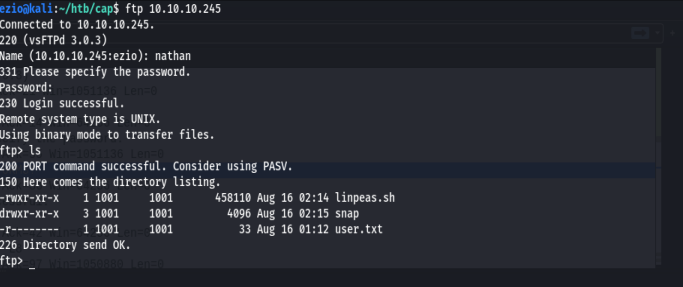 ezio@kali:~/htb/cap$ ftp 10.10.10.245
Connected to 10.10.10.245.
220 (vsFTPd 3.0.3)
Name (10.10.10.245:ezio): nathan
331 Please specify the password.
Password:
230 Login successful.
Remote system type is UNIX.
Using binary mode to transfer files.
ftp> ls
200 PORT command successful. Consider using PASV.
150 Here comes the directory listing.
-rwxr-xr-x    1 1001     1001       458110 Aug 16 02:14 linpeas.sh
drwxr-xr-x    3 1001     1001         4096 Aug 16 02:15 snap
-r--------    1 1001     1001           33 Aug 16 01:12 user.txt
226 Directory send OK.
ftp> _